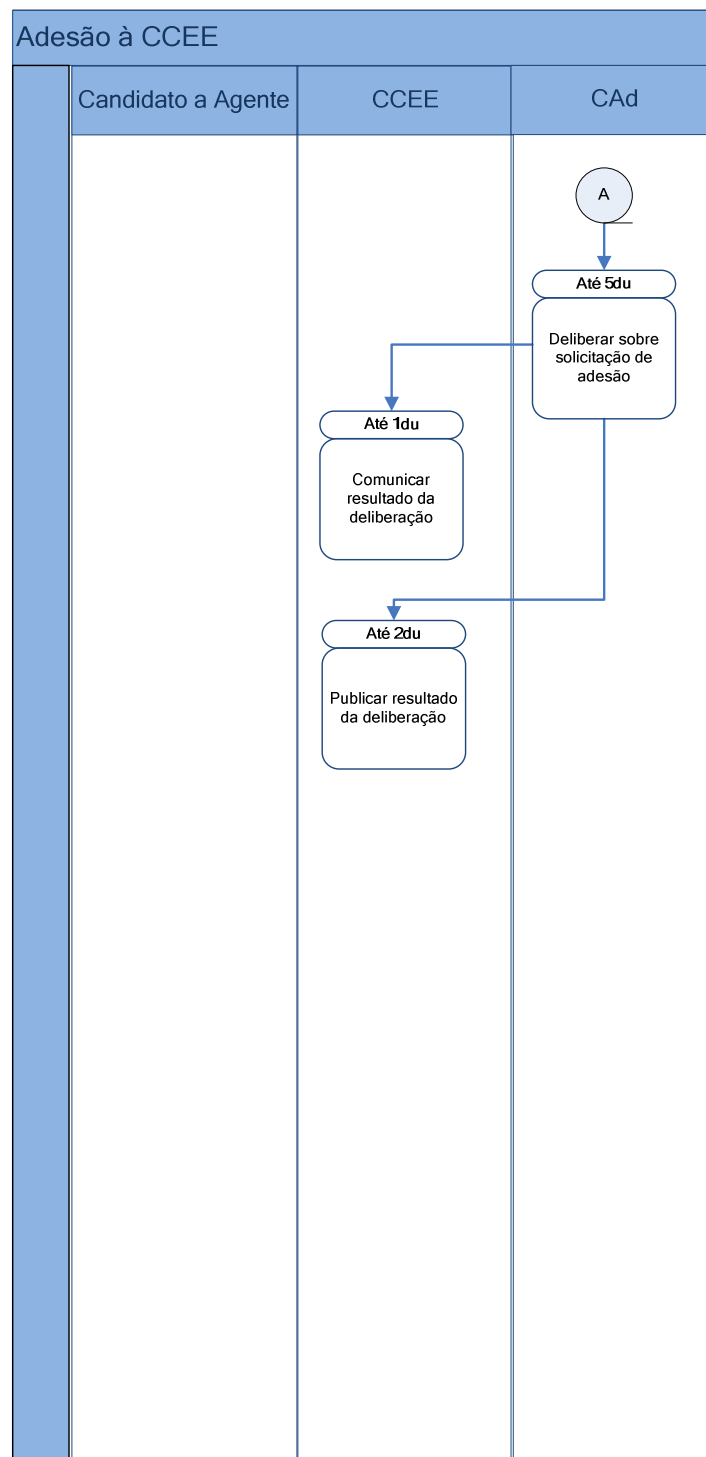 Adesão à CCEE
Candidato a Agente
CCEE
CAd
A
Até 5du
Deliberar sobre
solicitação de
adesão
Até 1du
Comunicar
resultado da
deliberação
Até 2du
Publicar resultado
da deliberação